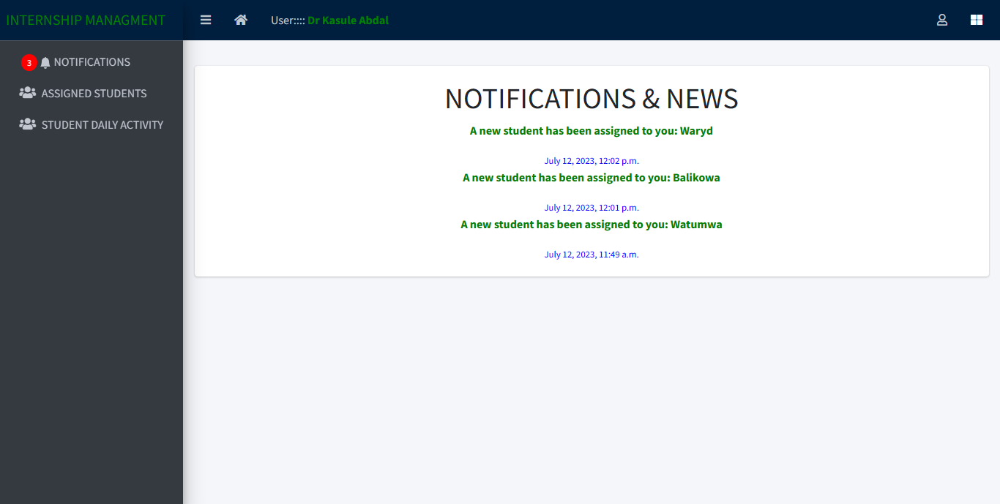 INTERNSHIP MANAGMENT
User:::: Dr Kasule Abdal
3 NOTIFICATIONS
ASSIGNED STUDENTS
STUDENT DAILY ACTIVITY
NOTIFICATIONS & NEWS
A new student has been assigned to you: Waryd
July 12, 2023, 12:02 p.m.
A new student has been assigned to you: Balikowa
July 12, 2023, 12:01 p.m.
A new student has been assigned to you: Watumwa
July 12, 2023, 11:49 a.m.